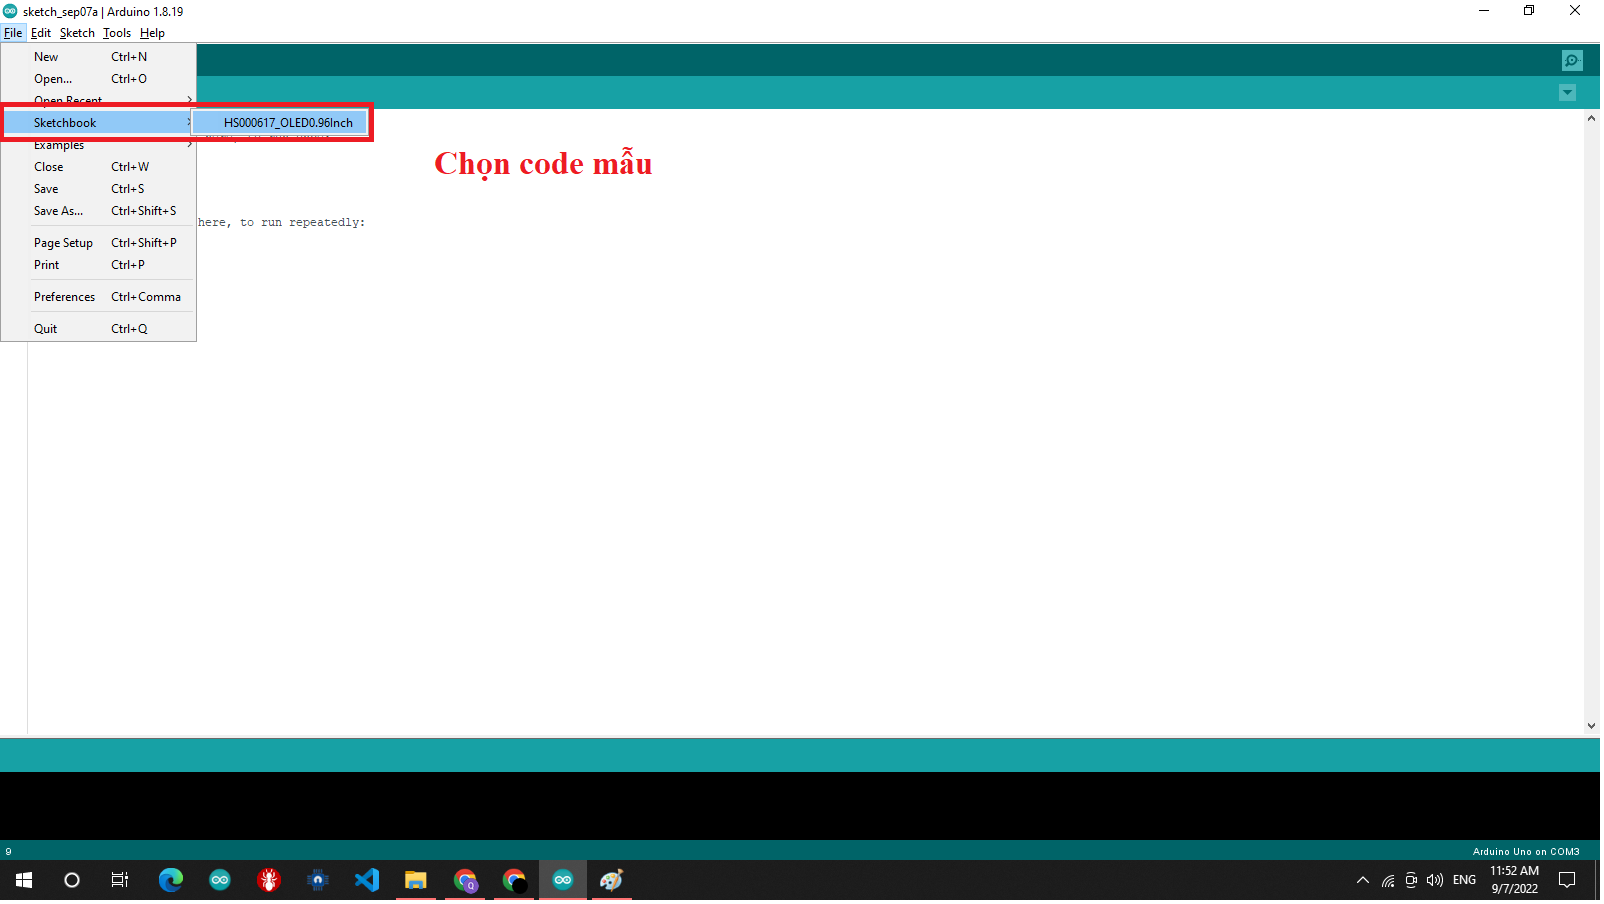 sketch_sep07a | Arduino 1.8.19
File Edit Sketch Tools Help
New Ctrl+N
Open... Ctrl+O
Open Recent
Sketchbook
HS000617_OLED0.96Inch
Examples
Chọn code mẫu
Close Ctrl+W
Save Ctrl+S
Save As... Ctrl+Shift+S
here, to run repeatedly:
Page Setup Ctrl+Shift+P
Print Ctrl+P
Preferences Ctrl+Comma
Quit Ctrl+Q
9
Arduino Uno on COM3
Q
ENG
11:52 AM
9/7/2022